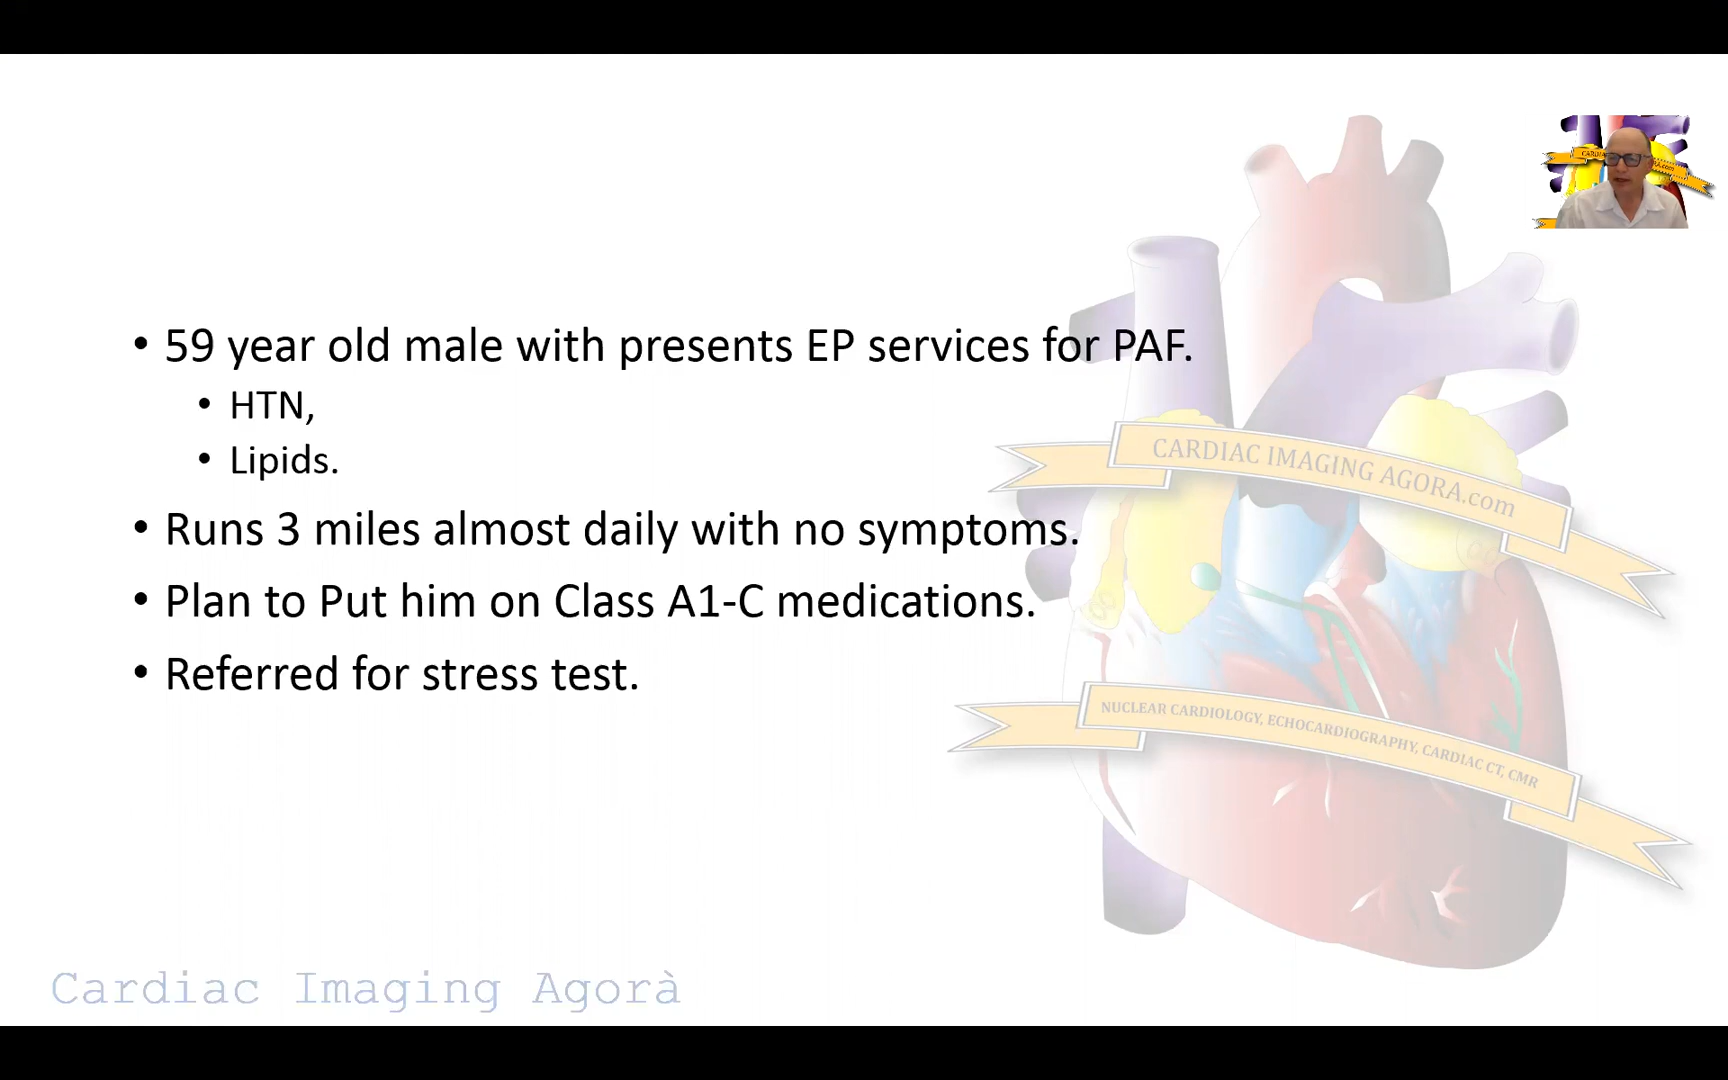 • 59 year old male with presents EP services for PAF.
• HTN,
• Lipids.
• Runs 3 miles almost daily with no symptoms.
• Plan to Put him on Class A1-C medications.
• Referred for stress test.
CARDIAC IMAGING AGORA.com
NUCLEAR CARDIOLOGY, ECHOCARDIOGRAPHY, CARDIAC CT, CMR
Cardiac Imaging Agorà